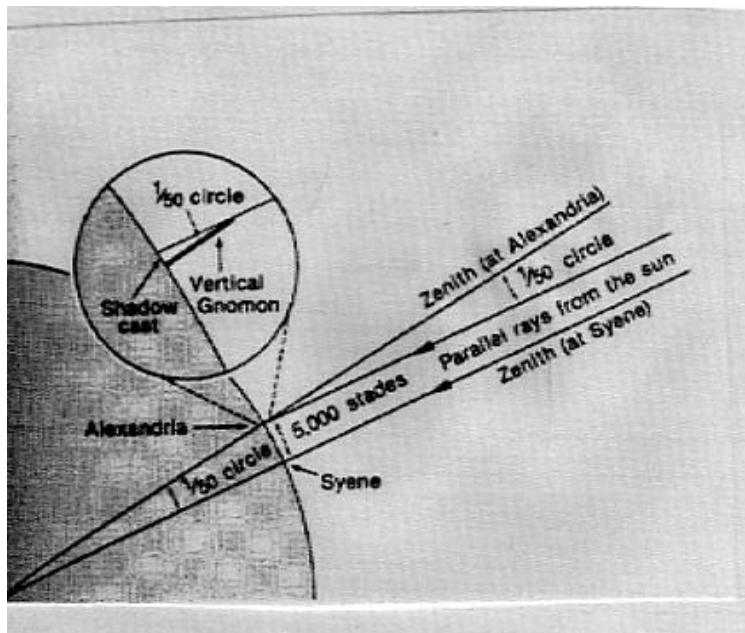 1/50 circle
Vertical
Gnomon
Shadow
cast
Zenith (at Alexandria)
1/50 circle
Parallel rays from the sun
Zenith (at Syene)
5,000 stades
Alexandria
1/50 circle
Syene